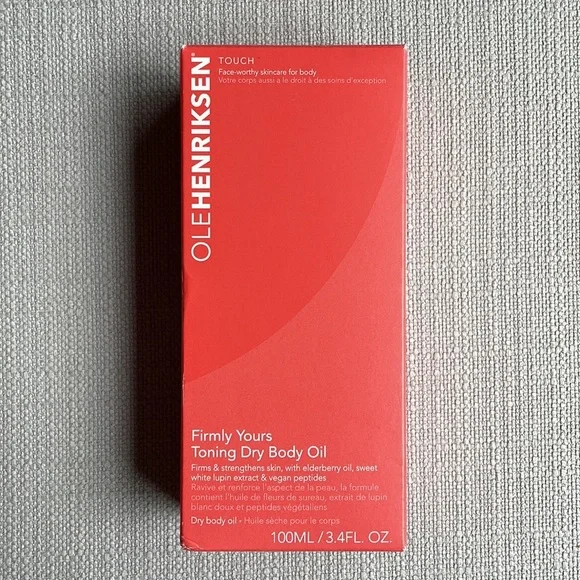 OLEHENRIKSEN®
TOUCH™
Face-worthy skincare for body
Votre corps aussi a le droit à des soins d'exception
Firmly Yours
Toning Dry Body Oil
Firms & strengthens skin, with elderberry oil, sweet
white lupin extract & vegan peptides
Ravive et renforce l'aspect de la peau, la formule
contient l'huile de fleurs de sureau, extrait de lupin
blanc doux et peptides végétaliens
Dry body oil • Huile sèche pour le corps
100ML / 3.4FL. OZ.